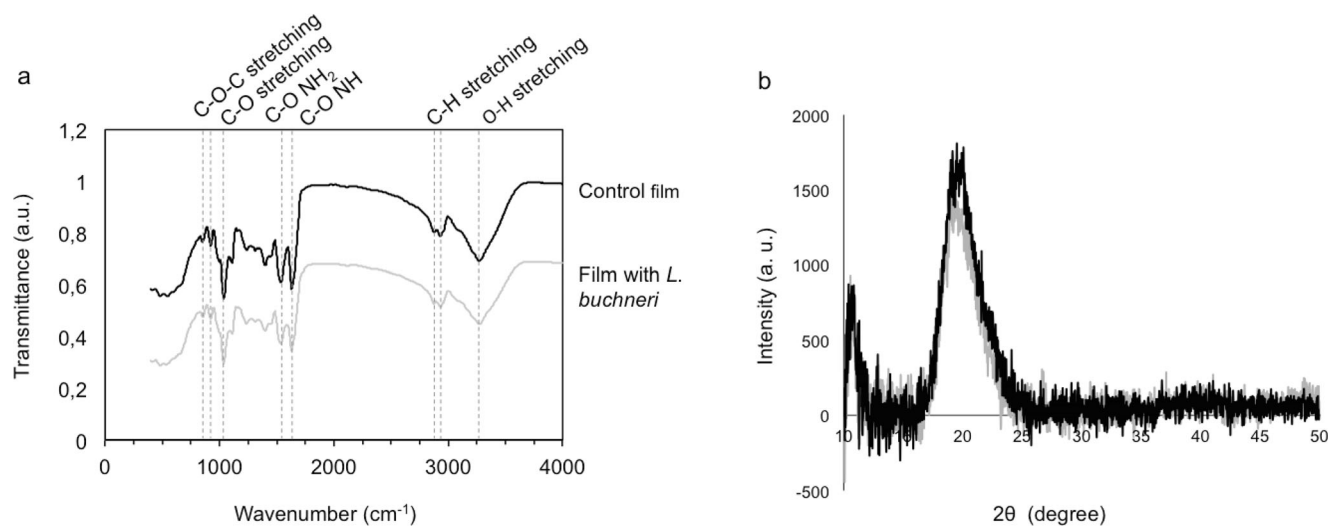 a
C-O-C stretching
C-O stretching
C-O NH₂
C-O NH
C-H stretching
O-H stretching
1,2
1
0,8
0,6
0,4
0,2
0
Transmittance (a.u.)
0
1000
2000
3000
4000
Wavenumber (cm⁻¹)
Control film
Film with L.
buchneri
b
2000
1500
1000
500
0
-500
Intensity (a. u.)
10
20
25
30
35
40
45
50
2θ (degree)